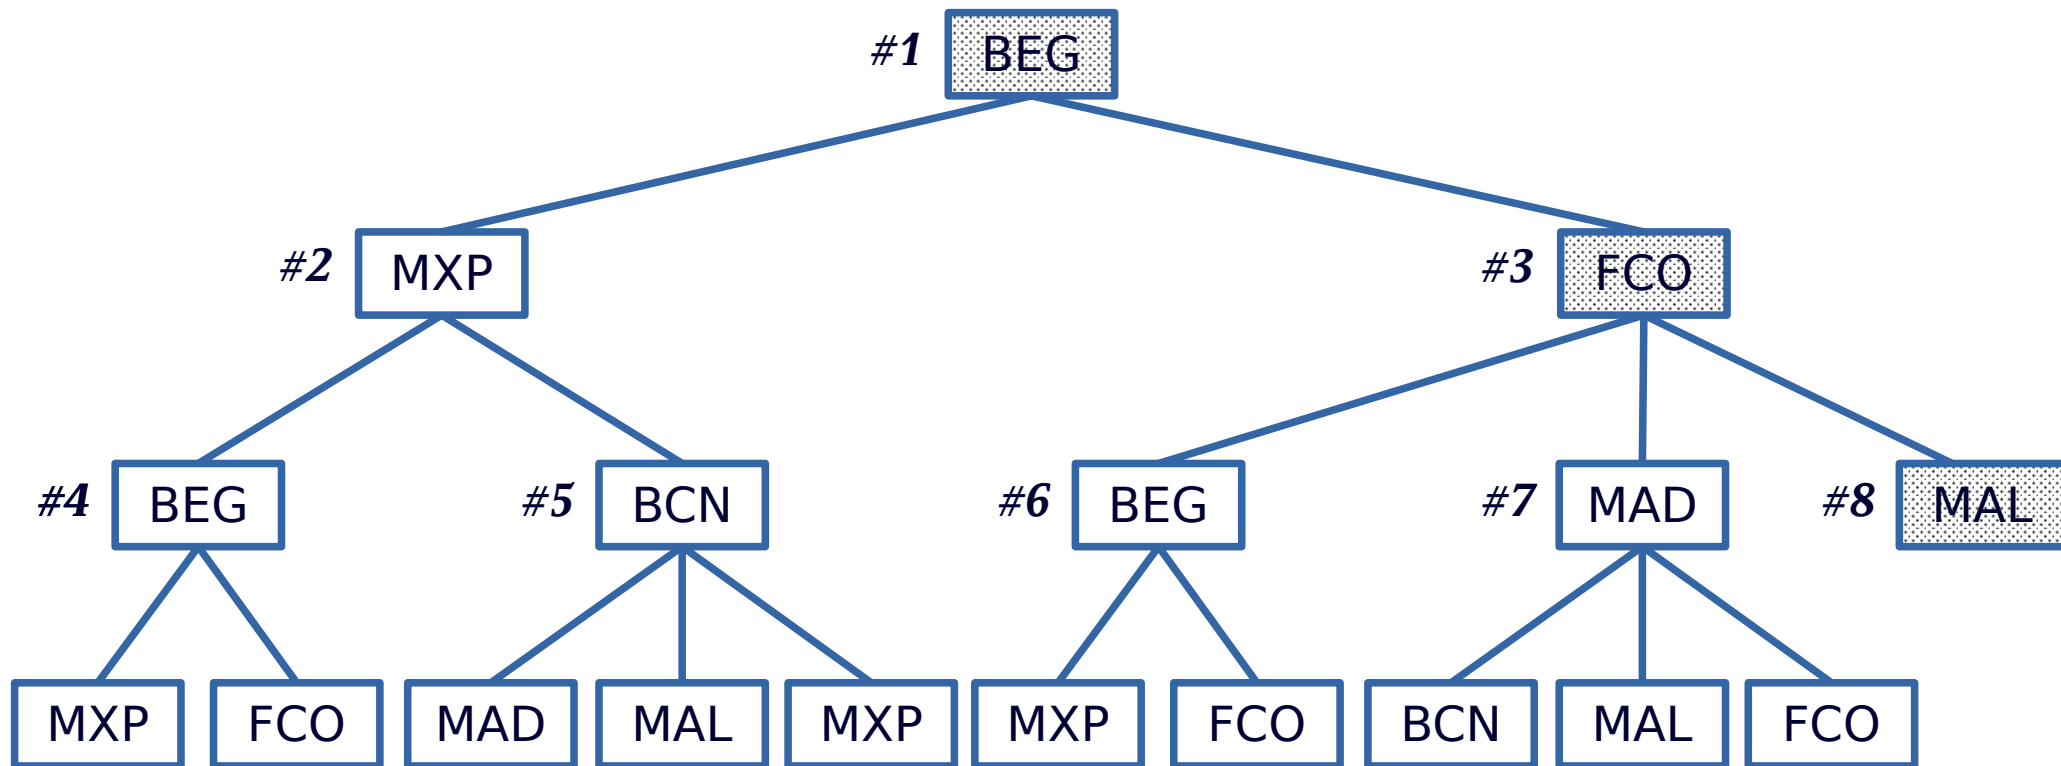 #1 BEG
#2 MXP #3 FCO
#4 BEG #5 BCN #6 BEG #7 MAD #8 MAL
MXP FCO MAD MAL MXP MXP FCO BCN MAL FCO